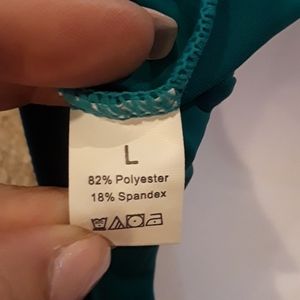 L
82% Polyester
18% Spandex